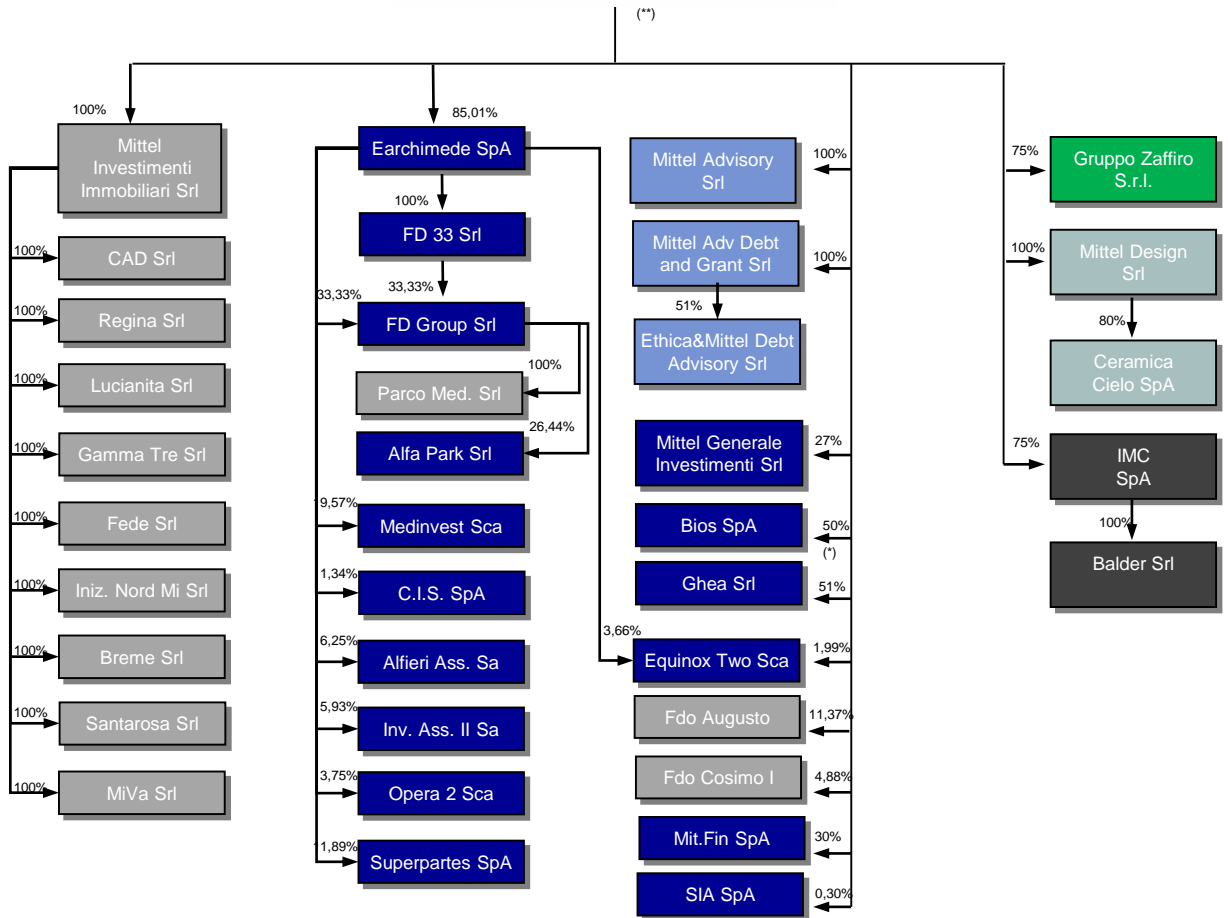 (**)
100%
Mittel
Investimenti
Immobiliari Srl
100%
CAD Srl
100%
Regina Srl
100%
Lucianita Srl
100%
Gamma Tre Srl
100%
Fede Srl
100%
Iniz. Nord Mi Srl
100%
Breme Srl
100%
Santarosa Srl
100%
MiVa Srl
85,01%
Earchimede SpA
100%
FD 33 Srl
33,33%
33,33%
FD Group Srl
100%
Parco Med. Srl
26,44%
Alfa Park Srl
19,57%
Medinvest Sca
1,34%
C.I.S. SpA
6,25%
Alfieri Ass. Sa
5,93%
Inv. Ass. II Sa
3,75%
Opera 2 Sca
11,89%
Superpartes SpA
Mittel Advisory
Srl
100%
Mittel Adv Debt
and Grant Srl
100%
51%
Ethica&Mittel Debt
Advisory Srl
Mittel Generale
Investimenti Srl
27%
Bios SpA
50%
(*)
Ghea Srl
51%
3,66%
Equinox Two Sca
1,99%
Fdo Augusto
11,37%
Fdo Cosimo I
4,88%
Mit.Fin SpA
30%
SIA SpA
0,30%
75%
Gruppo Zaffiro
S.r.l.
100%
Mittel Design
Srl
80%
Ceramica
Cielo SpA
75%
IMC
SpA
100%
Balder Srl